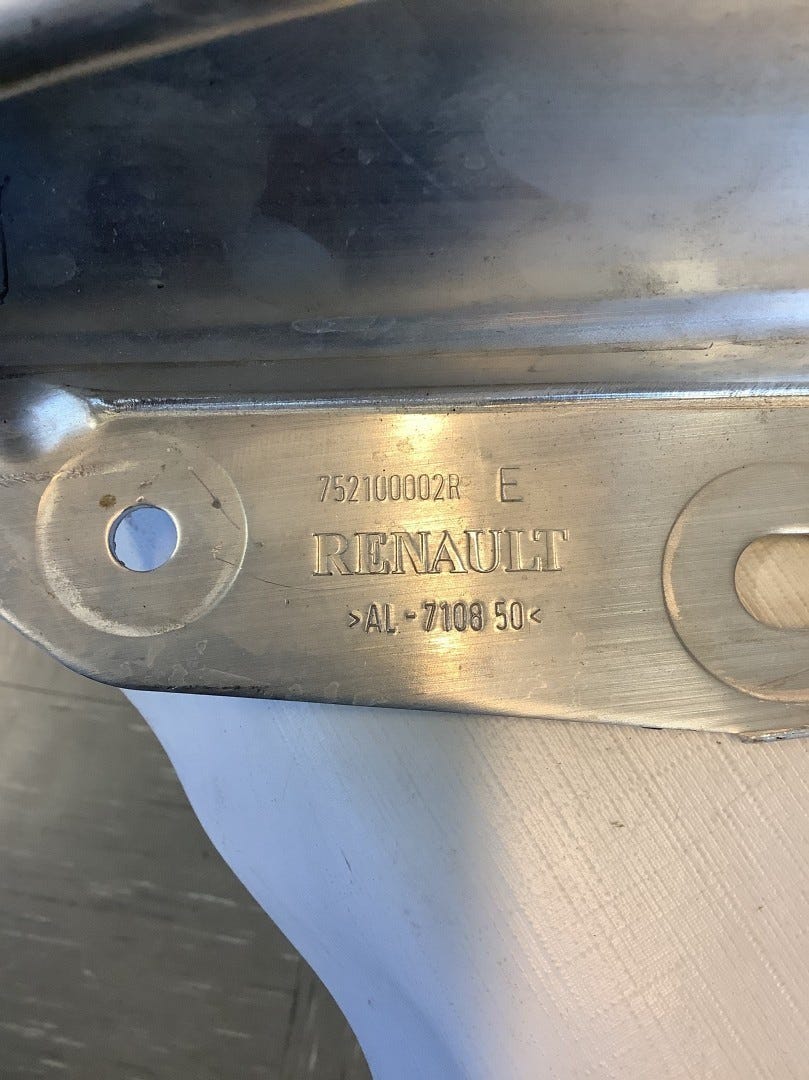 752100002R E
RENAULT
>AL-7108 50<